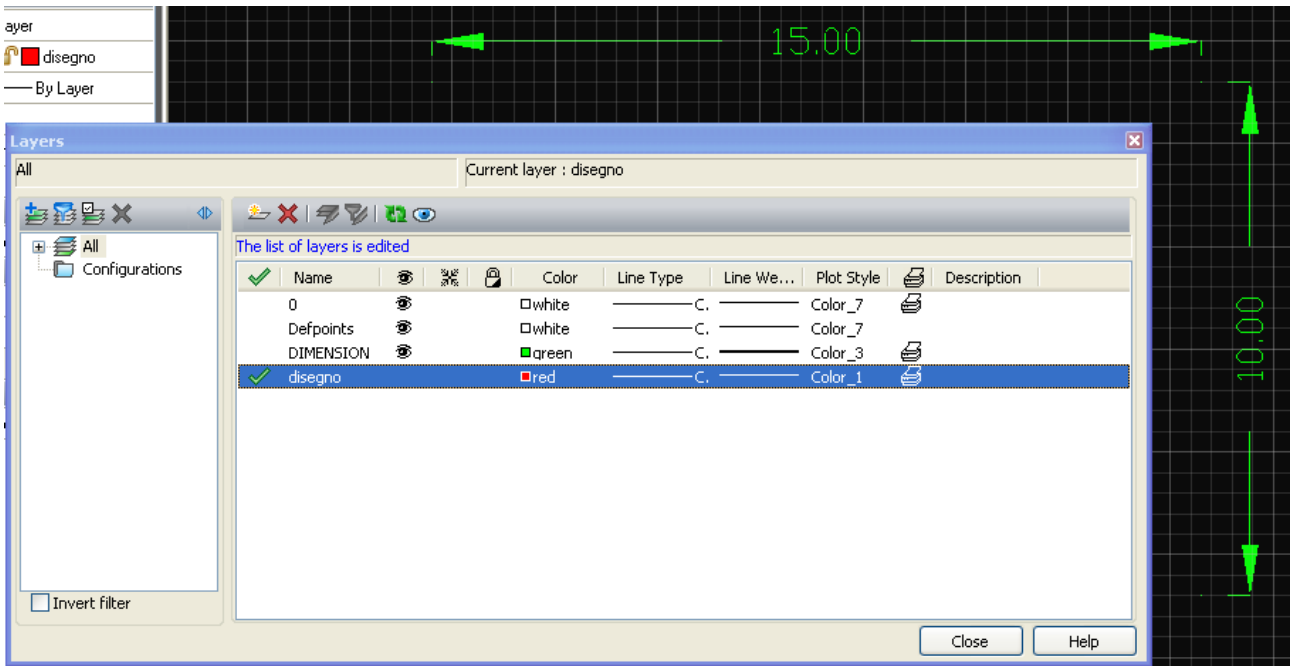 ayer
disegno
By Layer
15.00
10.00
Layers
All
Current layer : disegno
All
Configurations
The list of layers is edited
Name Color Line Type Line We... Plot Style Description
0 white C. Color_7
Defpoints white C. Color_7
DIMENSION green C. Color_3
disegno red C. Color_1
Invert filter
Close Help